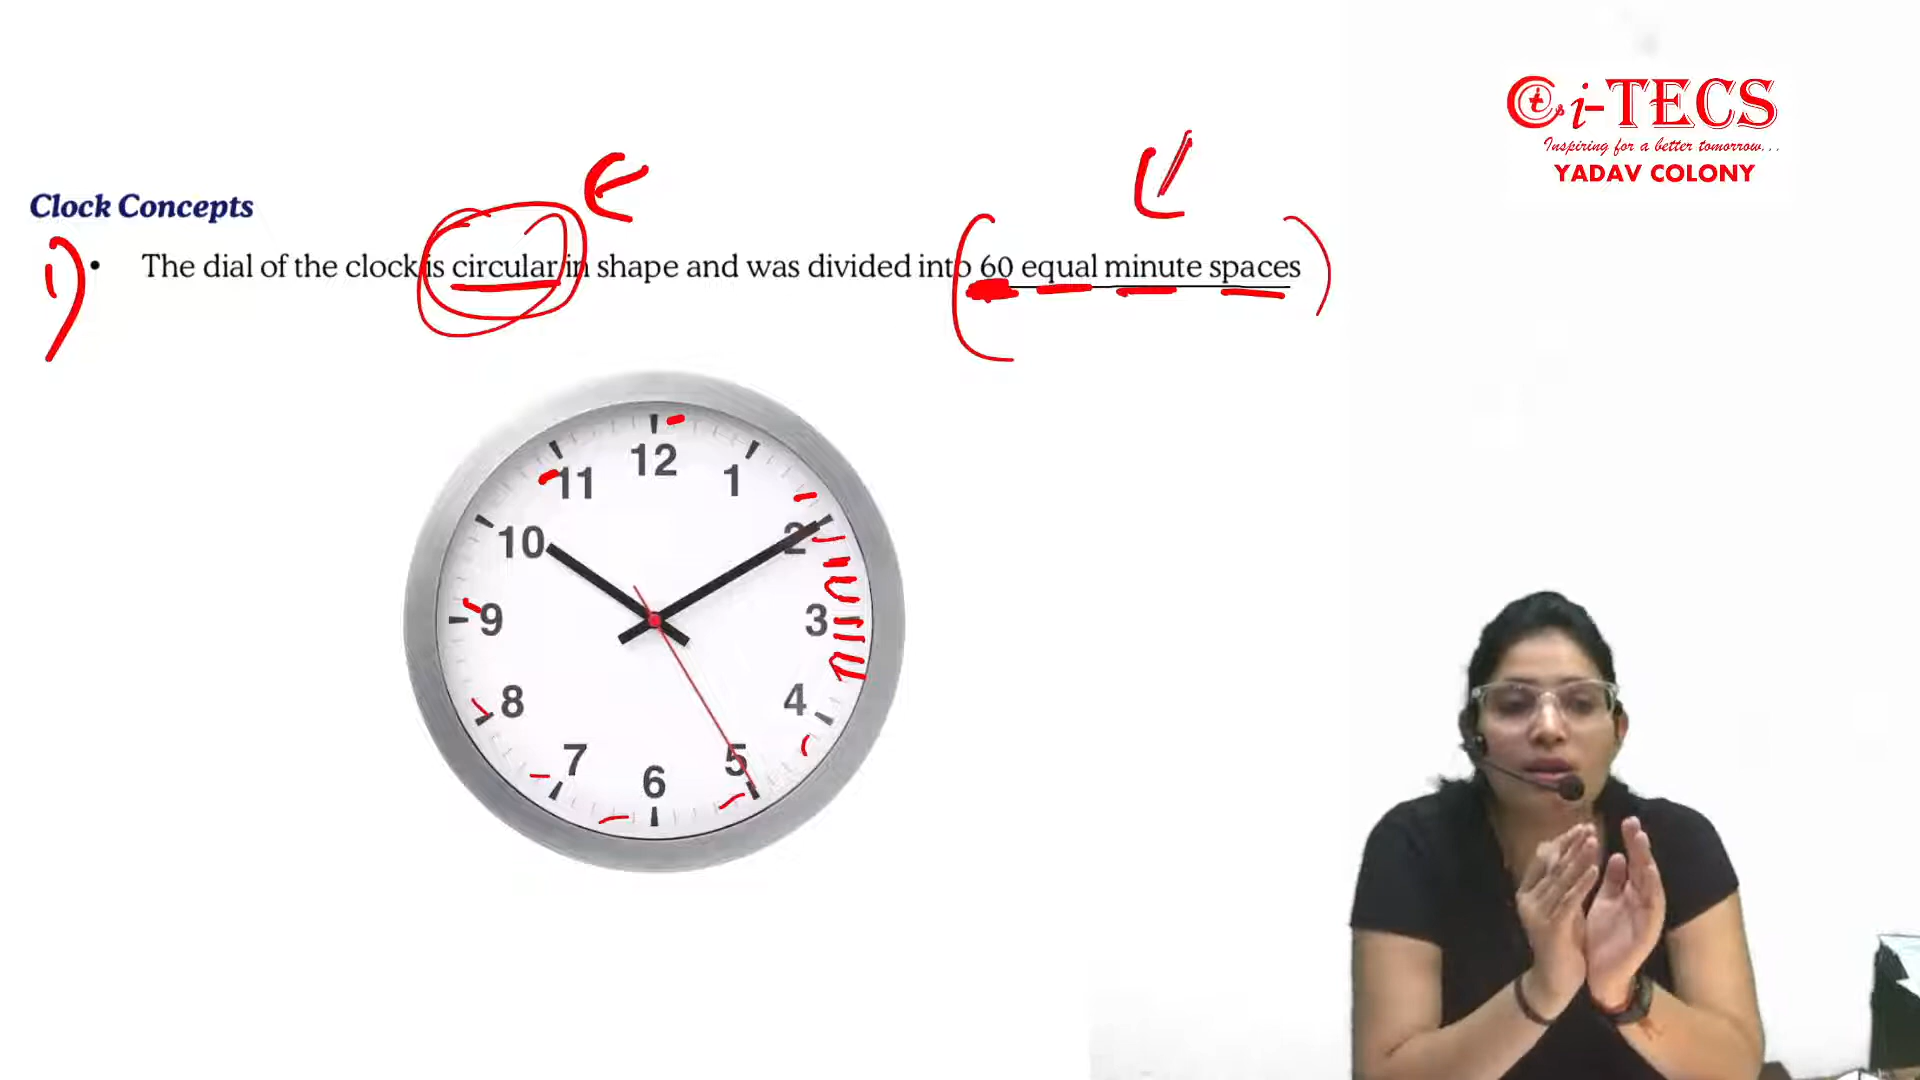 i-TECS
Inspiring for a better tomorrow...
YADAV COLONY
Clock Concepts
1)
• The dial of the clock is circular in shape and was divided into 60 equal minute spaces
12
1
2
3
4
5
6
7
8
9
10
11